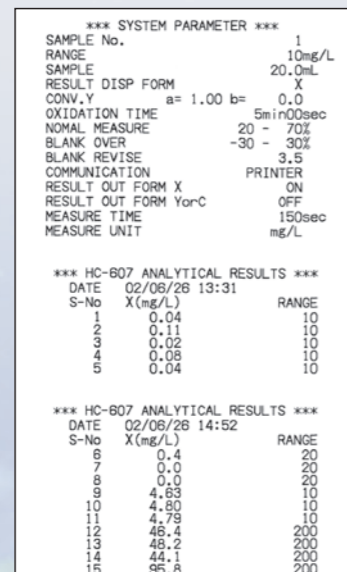 *** SYSTEM PARAMETER ***
SAMPLE No. 1
RANGE 10mg/L
SAMPLE 20.0mL
RESULT DISP FORM X
CONV.Y a= 1.00 b= 0.0
OXIDATION TIME 5min00sec
NOMAL MEASURE 20 - 70%
BLANK OVER -30 - 30%
BLANK REVISE 3.5
COMMUNICATION PRINTER
RESULT OUT FORM X ON
RESULT OUT FORM YorC OFF
MEASURE TIME 150sec
MEASURE UNIT mg/L
*** HC-607 ANALYTICAL RESULTS ***
DATE 02/06/26 13:31
S-No X(mg/L) RANGE
1 0.04 10
2 0.11 10
3 0.02 10
4 0.08 10
5 0.04 10
*** HC-607 ANALYTICAL RESULTS ***
DATE 02/06/26 14:52
S-No X(mg/L) RANGE
6 0.4 20
7 0.0 20
8 0.0 20
9 4.63 10
10 4.80 10
11 4.79 10
12 46.4 200
13 48.2 200
14 44.1 200
15 95.8 200